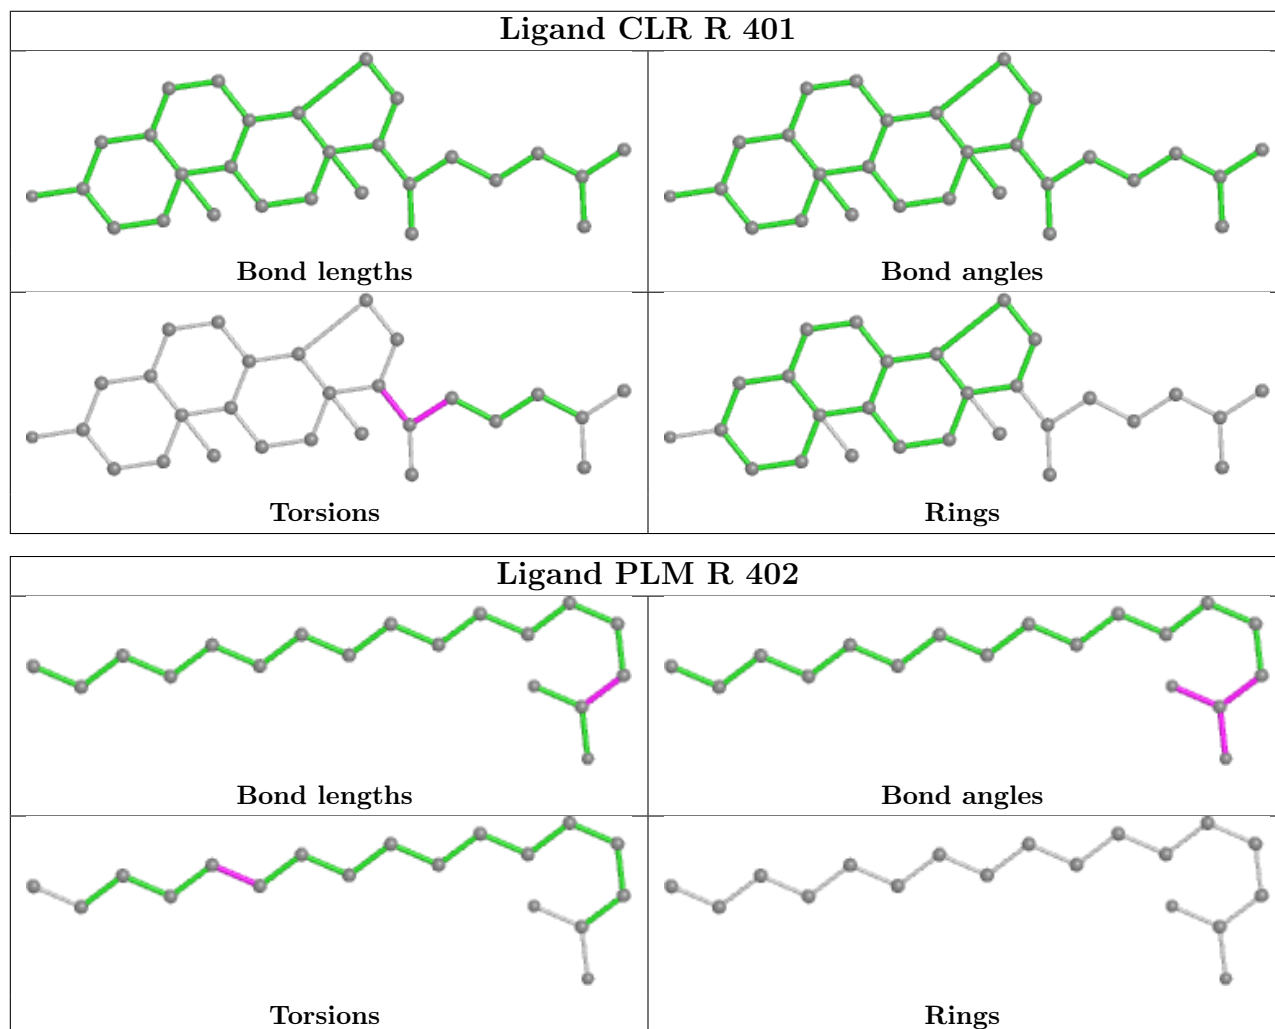 Ligand CLR R 401
Bond lengths
Bond angles
Torsions
Rings
Ligand PLM R 402
Bond lengths
Bond angles
Torsions
Rings